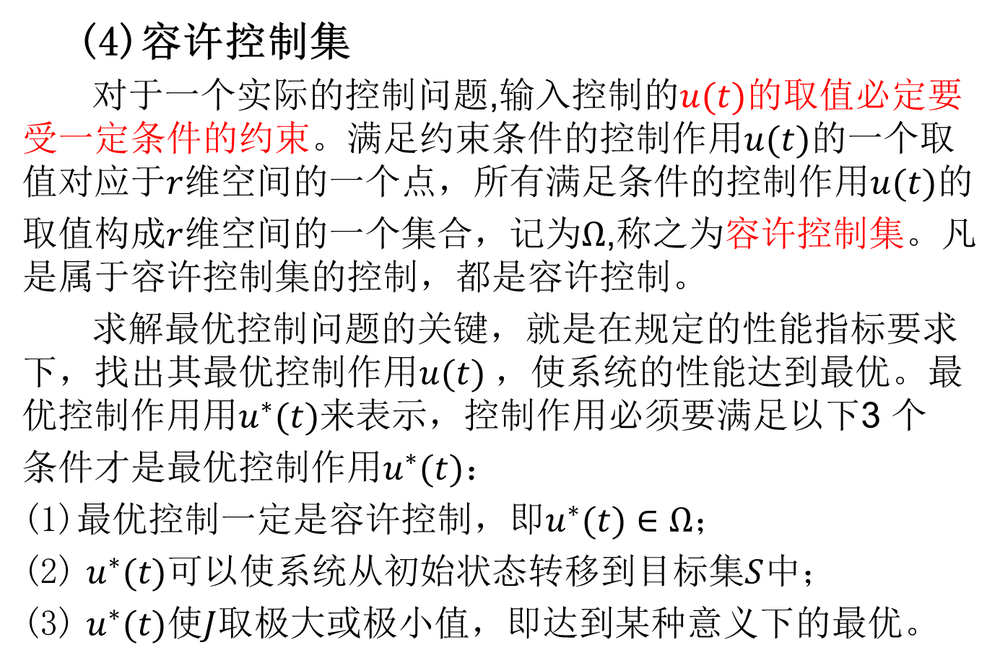 (4)容许控制集
对于一个实际的控制问题,输入控制的u(t)的取值必定要
受一定条件的约束。满足约束条件的控制作用u(t)的一个取
值对应于r维空间的一个点，所有满足条件的控制作用u(t)的
取值构成r维空间的一个集合，记为Ω,称之为容许控制集。凡
是属于容许控制集的控制，都是容许控制。
求解最优控制问题的关键，就是在规定的性能指标要求
下，找出其最优控制作用u(t) ，使系统的性能达到最优。最
优控制作用用u*(t)来表示，控制作用必须要满足以下3 个
条件才是最优控制作用u*(t)：
(1)最优控制一定是容许控制，即u*(t) ∈ Ω;
(2) u*(t)可以使系统从初始状态转移到目标集S中；
(3) u*(t)使J取极大或极小值，即达到某种意义下的最优。